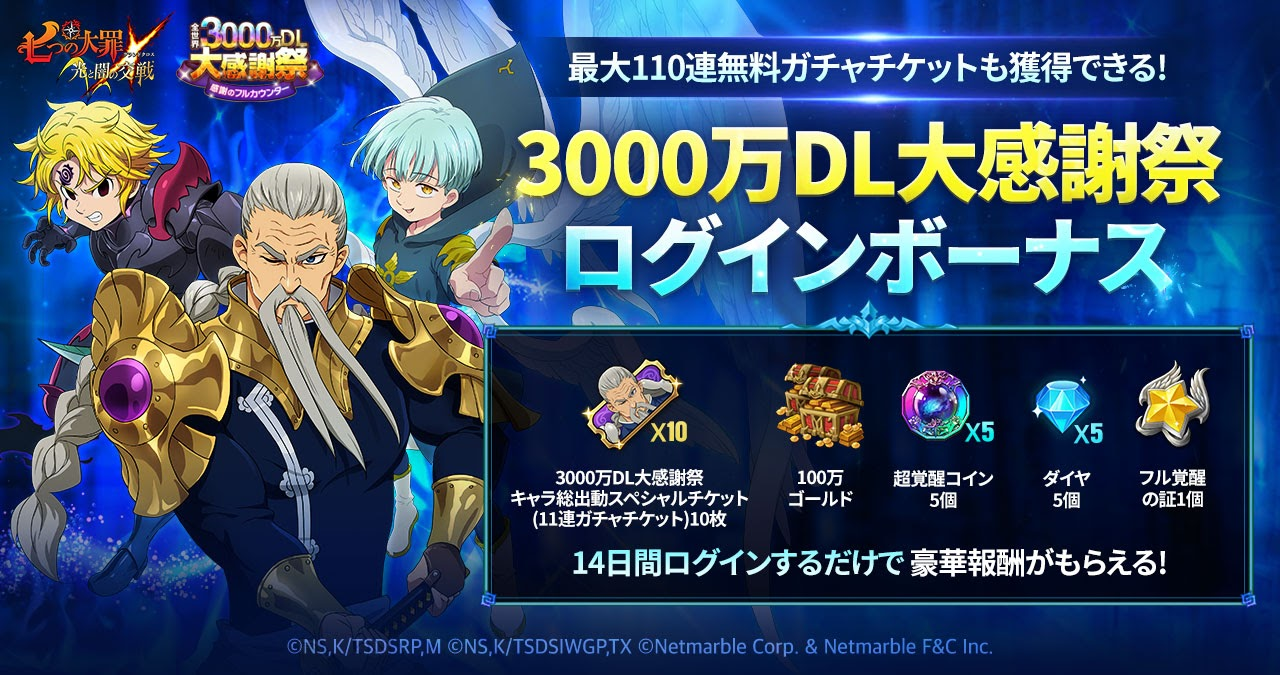 七つの大罪
グランドクロス
光と闇の交戦
全世界
3000万DL
大感謝祭
感謝のフルカウンター
最大110連無料ガチャチケットも獲得できる!
3000万DL大感謝祭
ログインボーナス
X10
X5
X5
3000万DL大感謝祭
キャラ総出動スペシャルチケット
(11連ガチャチケット)10枚
100万
ゴールド
超覚醒コイン
5個
ダイヤ
5個
フル覚醒
の証1個
14日間ログインするだけで 豪華報酬がもらえる!
©NS,K/TSDSRP,M ©NS,K/TSDSIWGP,TX ©Netmarble Corp. & Netmarble F&C Inc.